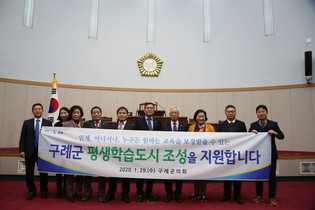 언제, 어디서나, 누구든 원하는 교육을 보장받을 수 있는
구례군 평생학습도시 조성을 지원합니다
2020. 1. 29(수) 구례군의회